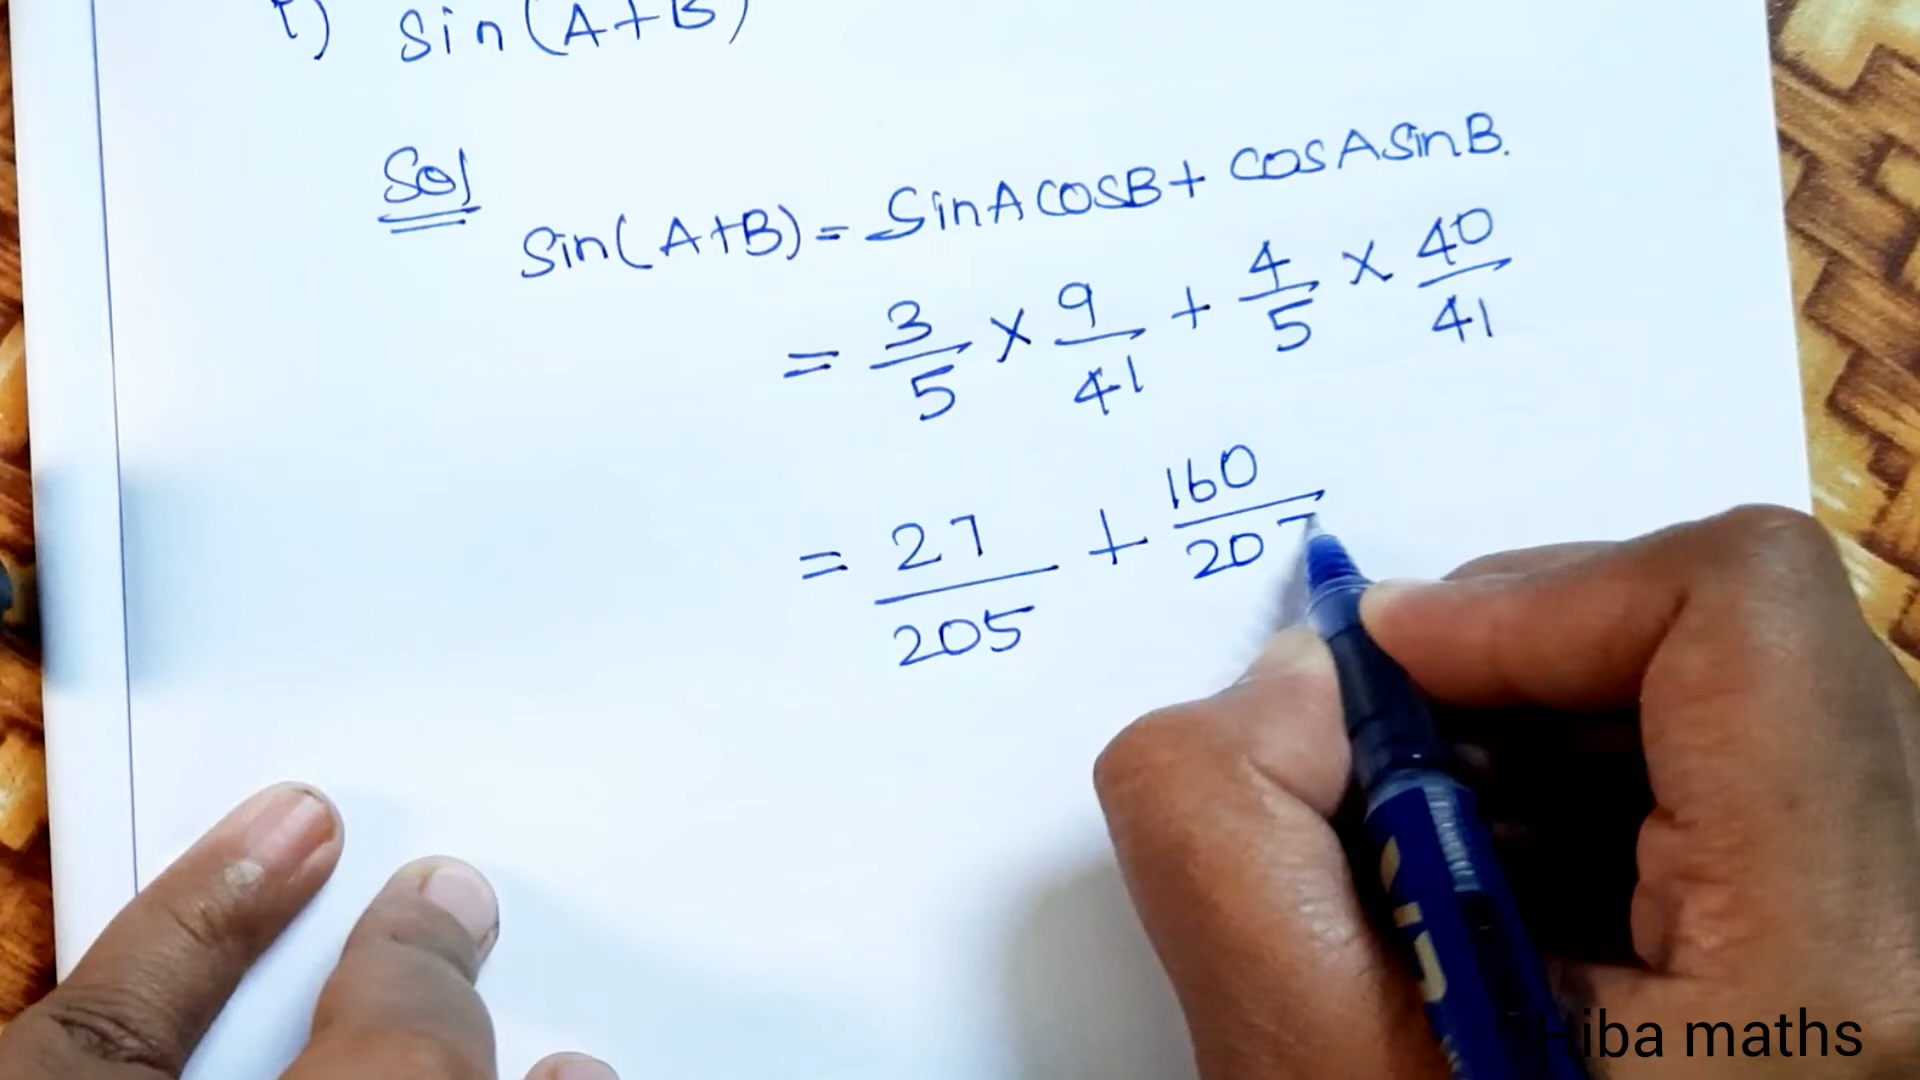 i) Sin(A+B)
Sol
Sin(A+B) = SinA cosB + cosA sinB.
= 3/5 × 9/41 + 4/5 × 40/41
= 27/205 + 160/20
Hiba maths